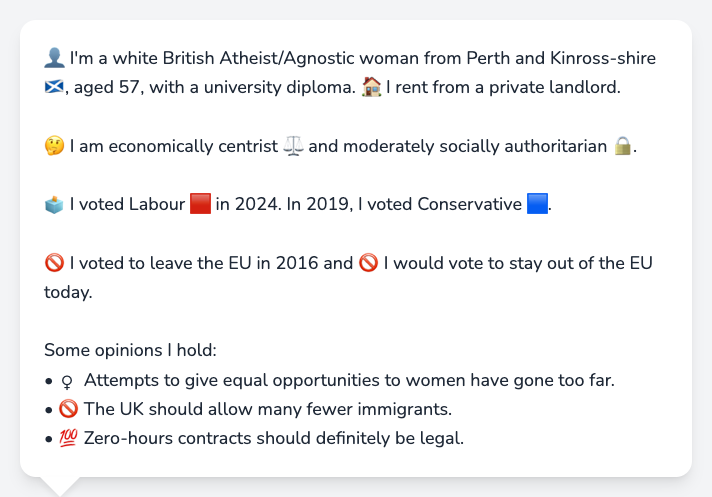 👤 I'm a white British Atheist/Agnostic woman from Perth and Kinross-shire
🏴󠁧󠁢󠁳󠁣󠁴󠁿, aged 57, with a university diploma. 🏠 I rent from a private landlord.
🤔 I am economically centrist ⚖️ and moderately socially authoritarian 🔒.
🗳️ I voted Labour 🟥 in 2024. In 2019, I voted Conservative 🟦.
🚫 I voted to leave the EU in 2016 and 🚫 I would vote to stay out of the EU
today.
Some opinions I hold:
• ♀ Attempts to give equal opportunities to women have gone too far.
• 🚫 The UK should allow many fewer immigrants.
• 💯 Zero-hours contracts should definitely be legal.